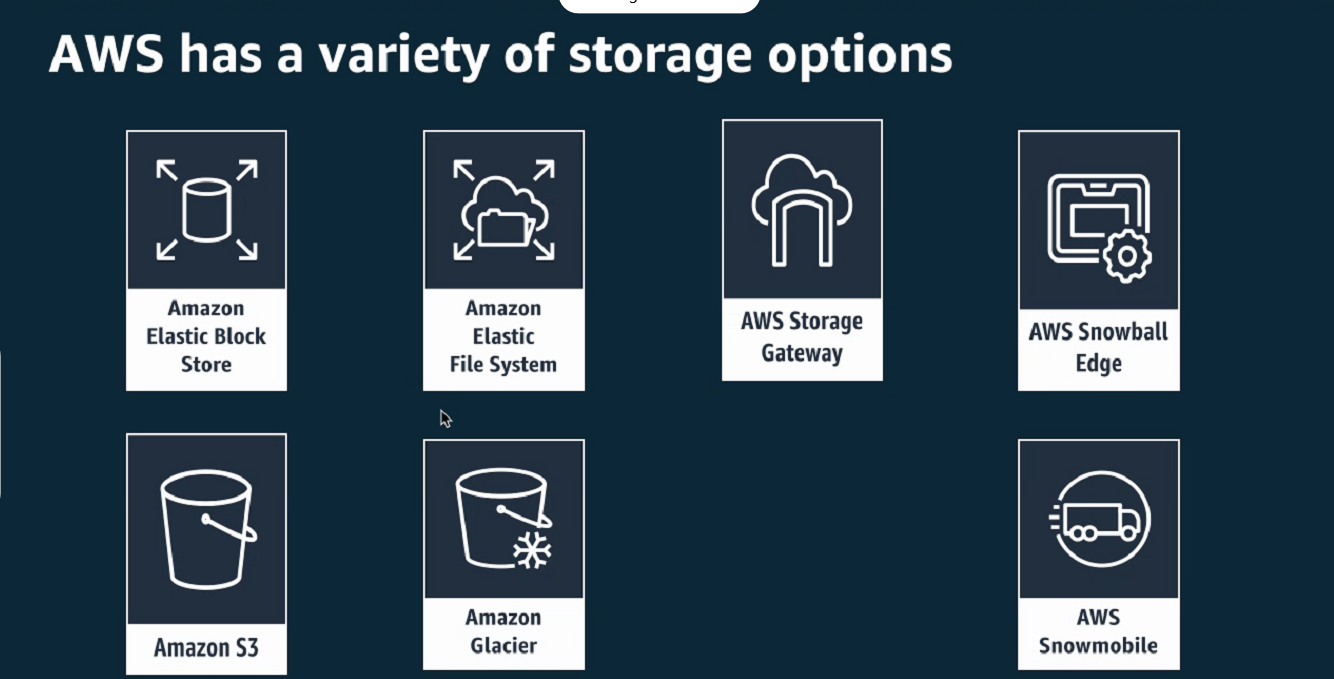 AWS has a variety of storage options
Amazon
Elastic Block
Store
Amazon
Elastic
File System
AWS Storage
Gateway
AWS Snowball
Edge
Amazon S3
Amazon
Glacier
AWS
Snowmobile